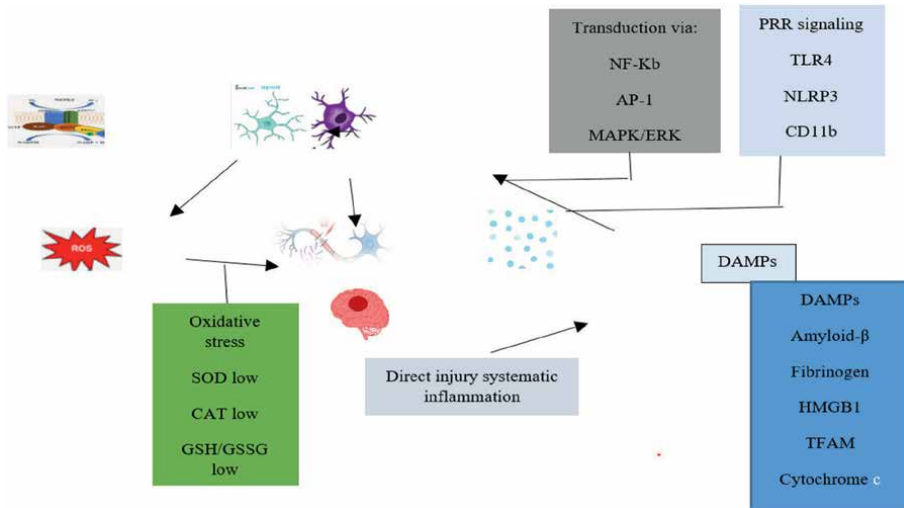 Transduction via:
NF-Kb
AP-1
MAPK/ERK
PRR signaling
TLR4
NLRP3
CD11b
ROS
DAMPs
Oxidative
stress
SOD low
CAT low
GSH/GSSG
low
Direct injury systematic
inflammation
DAMPs
Amyloid-β
Fibrinogen
HMGB1
TFAM
Cytochrome c